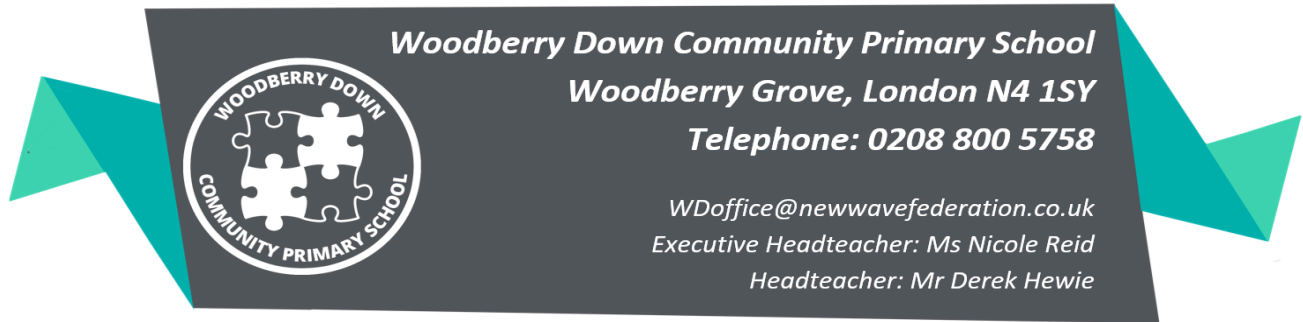 Woodberry Down Community Primary School
Woodberry Grove, London N4 1SY
Telephone: 0208 800 5758
WDoffice@newwavefederation.co.uk
Executive Headteacher: Ms Nicole Reid
Headteacher: Mr Derek Hewie
WOODBERRY DOWN
COMMUNITY PRIMARY SCHOOL